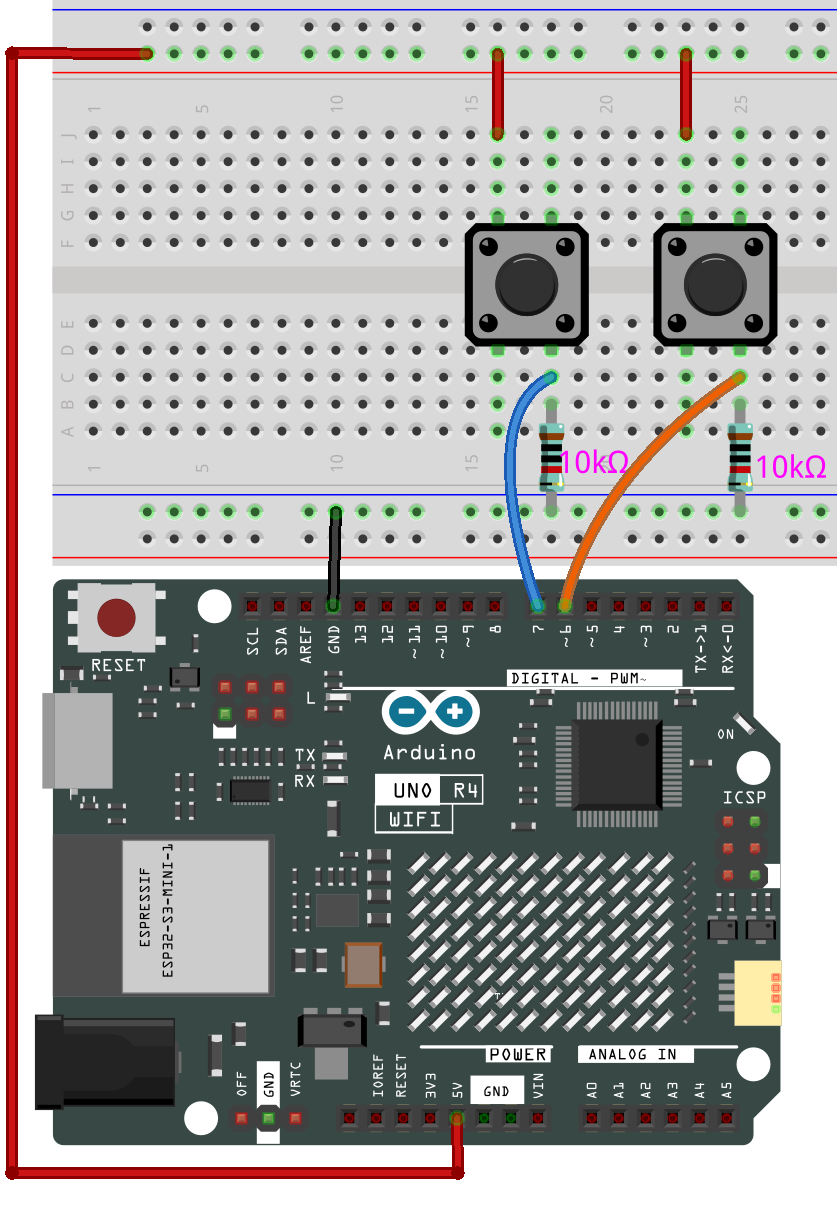 1 5 10 15 20 25
J
I
H
G
F
E
D
C
B
A
1 5 10 15
10kΩ 10kΩ
RESET
SCL SDA AREF GND 13 12 ~11 ~10 ~9 8 7 ~6 ~5 4 ~3 2 TX->1 RX<-0
DIGITAL - PWM~
L
ON
Arduino
TX
RX
UNO R4
WIFI
ICSP
ESPRESSIF
ESP32-S3-MINI-1
POWER ANALOG IN
OFF GND VRTC IOREF RESET 3V3 5V GND VIN A0 A1 A2 A3 A4 A5